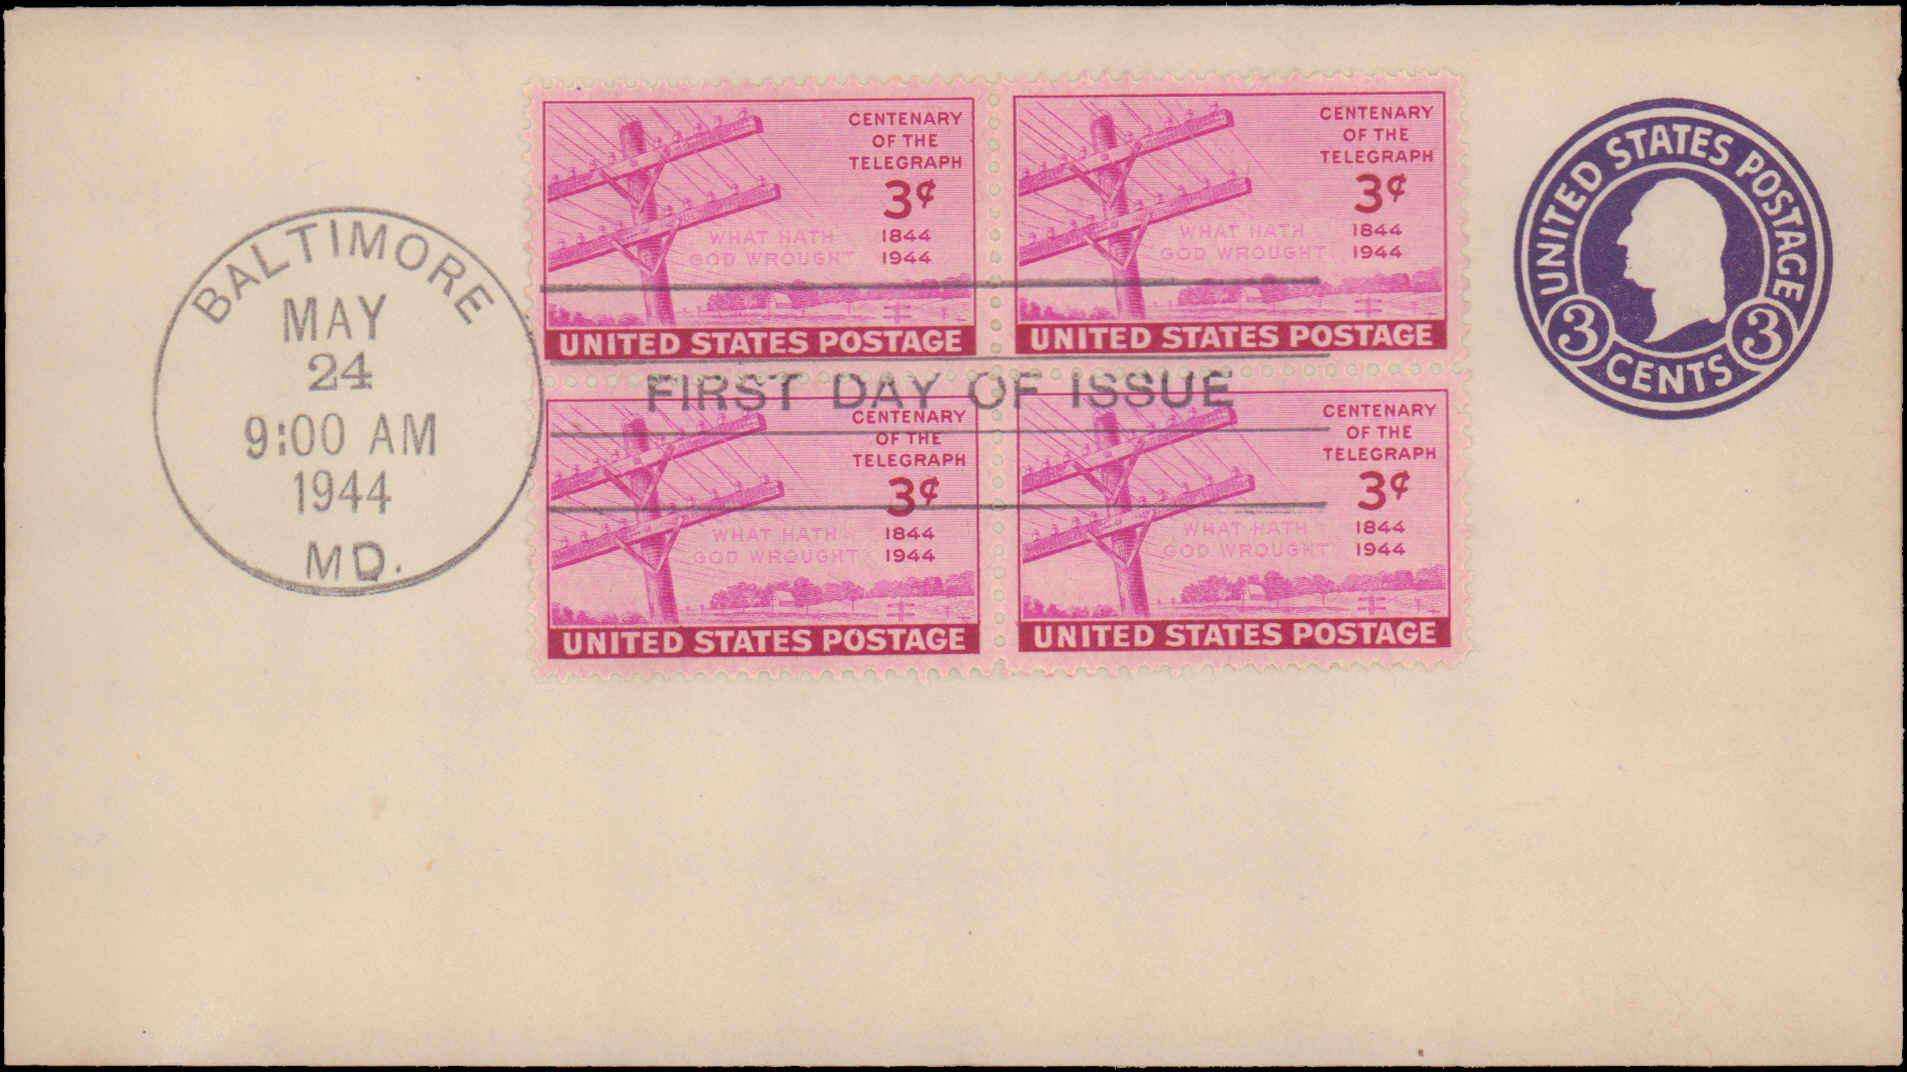 BALTIMORE
MAY
24
9:00 AM
1944
MD.
CENTENARY
OF THE
TELEGRAPH
3¢
WHAT HATH
GOD WROUGHT
1844
1944
UNITED STATES POSTAGE
CENTENARY
OF THE
TELEGRAPH
3¢
WHAT HATH
GOD WROUGHT
1844
1944
UNITED STATES POSTAGE
FIRST DAY OF ISSUE
CENTENARY
OF THE
TELEGRAPH
3¢
WHAT HATH
GOD WROUGHT
1844
1944
UNITED STATES POSTAGE
CENTENARY
OF THE
TELEGRAPH
3¢
WHAT HATH
GOD WROUGHT
1844
1944
UNITED STATES POSTAGE
UNITED STATES POSTAGE
3 CENTS 3